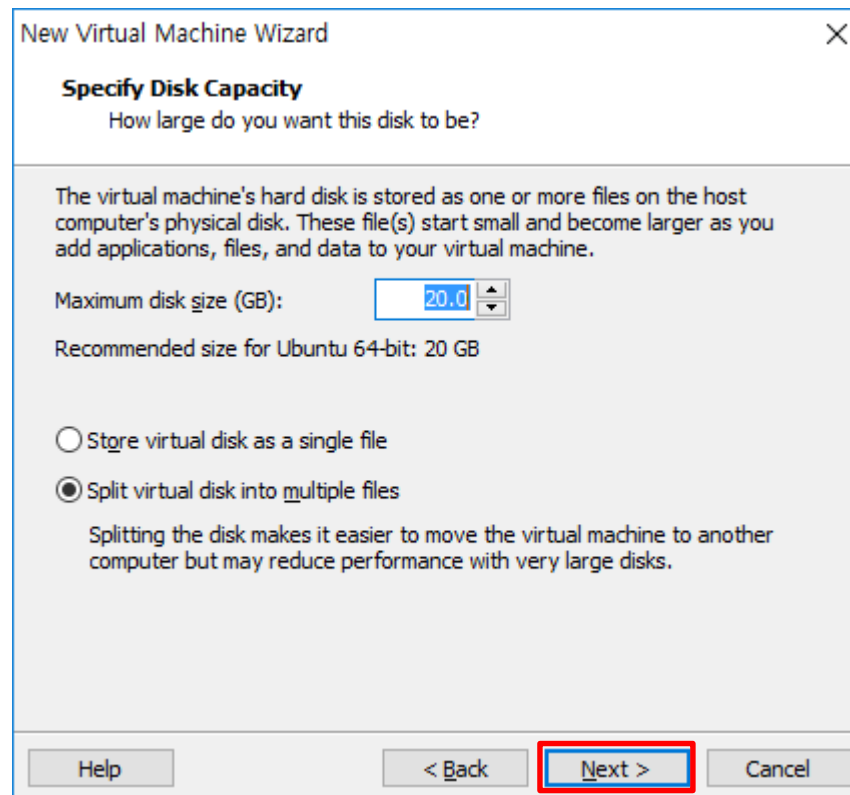 New Virtual Machine Wizard
Specify Disk Capacity
How large do you want this disk to be?
The virtual machine's hard disk is stored as one or more files on the host
computer's physical disk. These file(s) start small and become larger as you
add applications, files, and data to your virtual machine.
Maximum disk size (GB): 20.0
Recommended size for Ubuntu 64-bit: 20 GB
Store virtual disk as a single file
Split virtual disk into multiple files
Splitting the disk makes it easier to move the virtual machine to another
computer but may reduce performance with very large disks.
Help < Back Next > Cancel